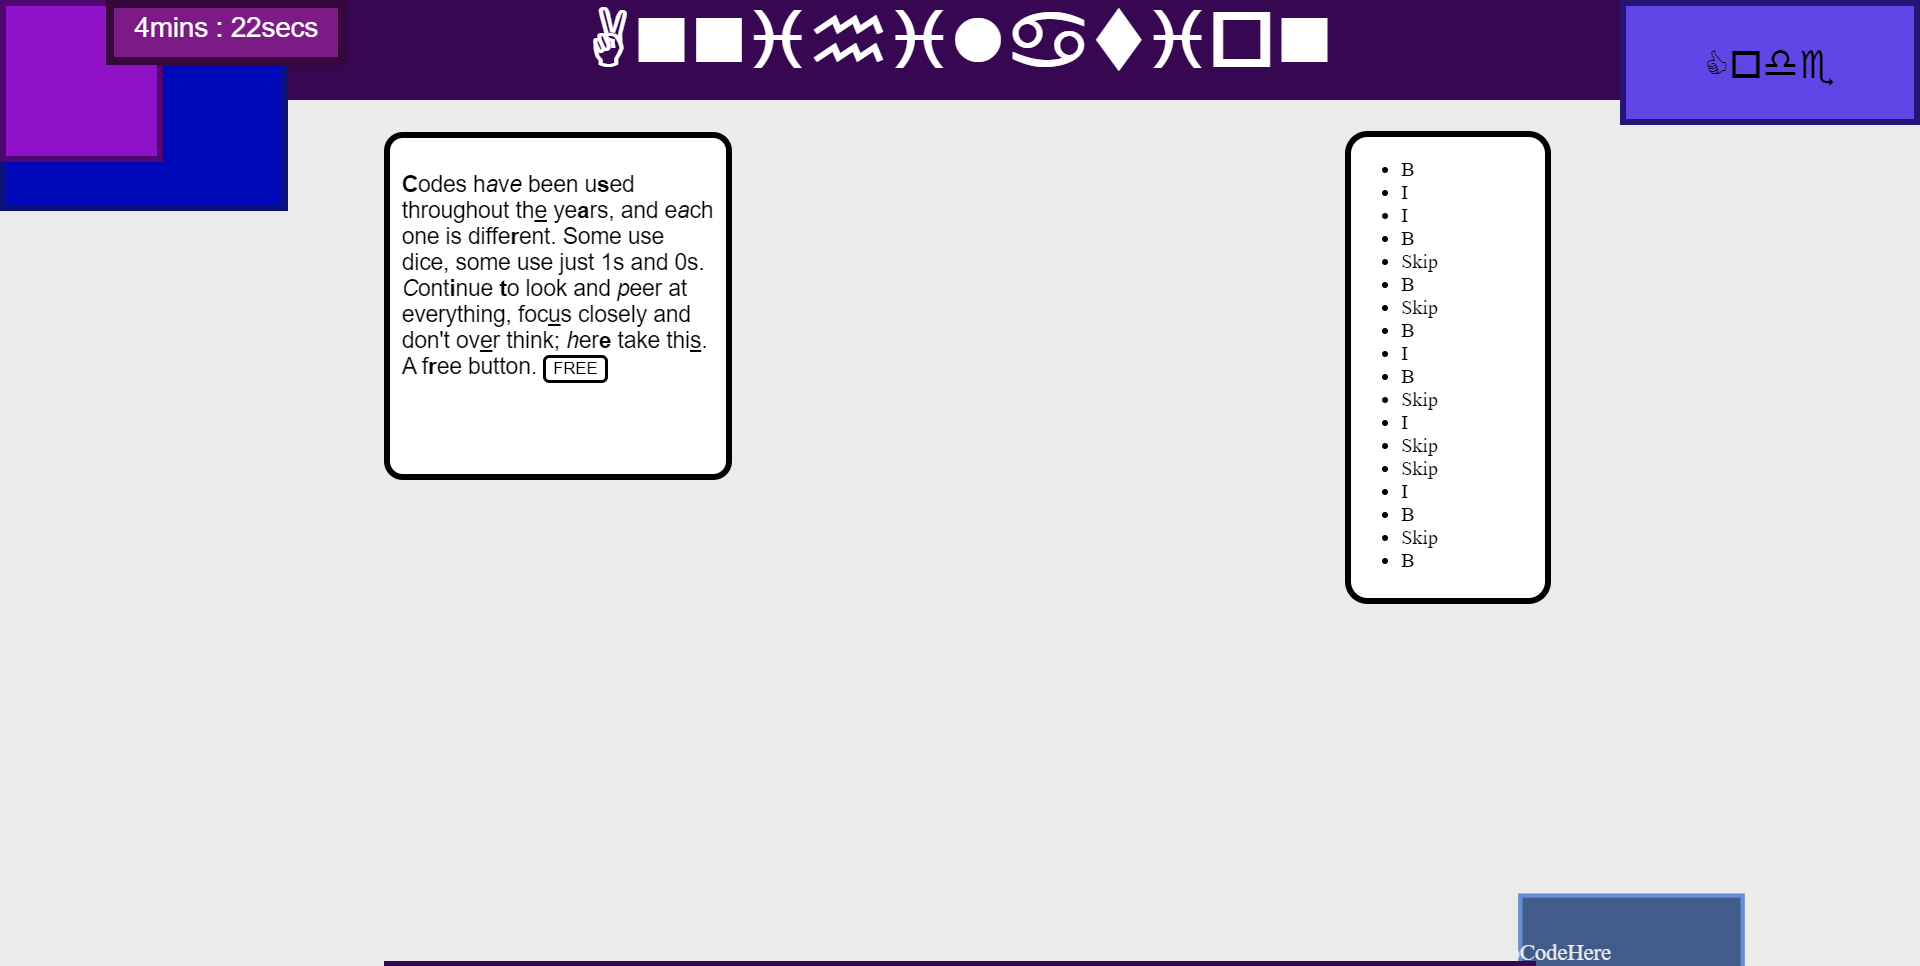 4mins : 22secs
✌■■♓♒♓●♋⧫♓□■
👍□♎♏
Codes have been used
throughout the years, and each
one is different. Some use
dice, some use just 1s and 0s.
Continue to look and peer at
everything, focus closely and
don't over think; here take this.
A free button. FREE
• B
• I
• I
• B
• Skip
• B
• Skip
• B
• I
• B
• Skip
• I
• Skip
• Skip
• I
• B
• Skip
• B
CodeHere